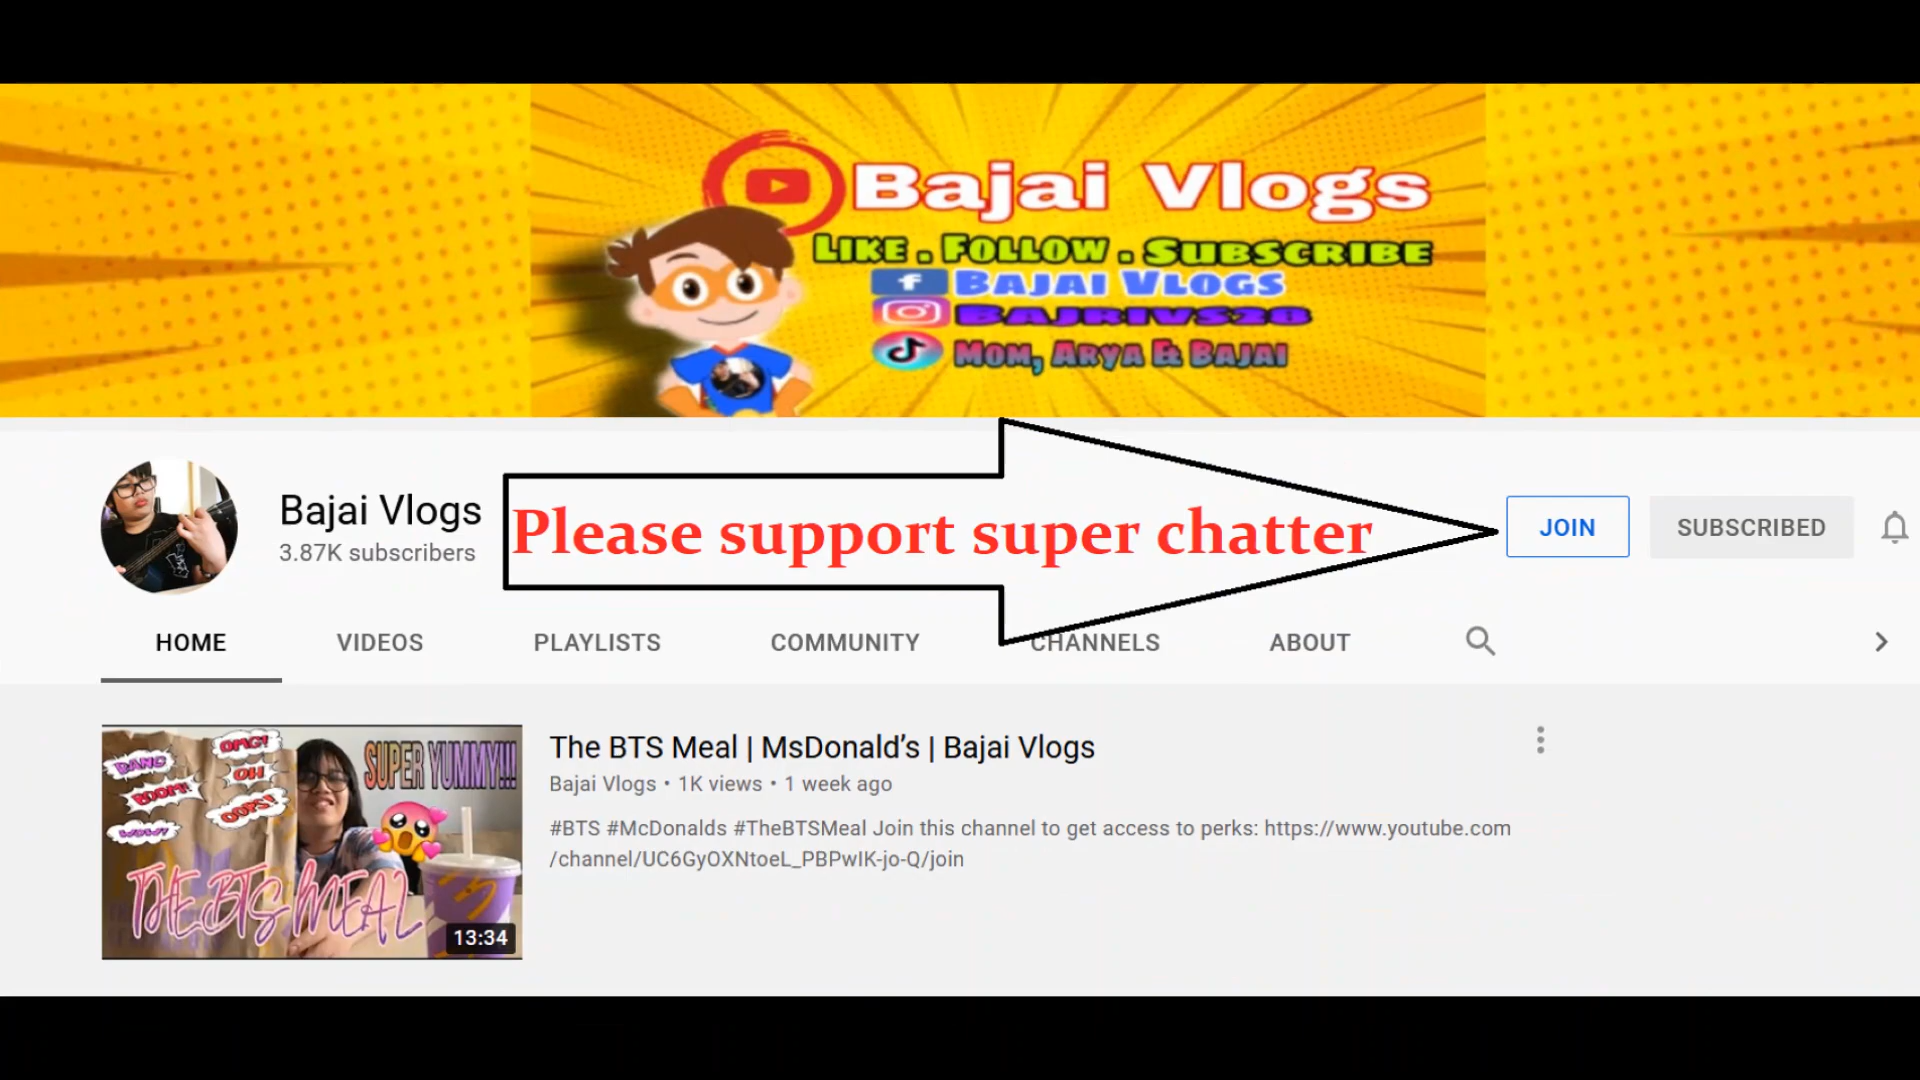 Bajai Vlogs
LIKE . FOLLOW . SUBSCRIBE
f BAJAI VLOGS
BAJRIVS28
MOM, ARYA & BAJAI
Bajai Vlogs
3.87K subscribers
Please support super chatter
JOIN
SUBSCRIBED
HOME
VIDEOS
PLAYLISTS
COMMUNITY
CHANNELS
ABOUT
BANG
BOOM!
WOW!
OMG!
OH
OOPS!
SUPER YUMMY!!!
THE BTS MEAL
13:34
The BTS Meal | MsDonald’s | Bajai Vlogs
Bajai Vlogs • 1K views • 1 week ago
#BTS #McDonalds #TheBTSMeal Join this channel to get access to perks: https://www.youtube.com
/channel/UC6GyOXNtoeL_PBPwIK-jo-Q/join